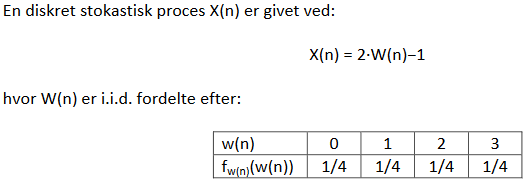 En diskret stokastisk proces X(n) er givet ved:
X(n) = 2·W(n)−1
hvor W(n) er i.i.d. fordelte efter:
w(n) 0 1 2 3
fw(n)(w(n)) 1/4 1/4 1/4 1/4